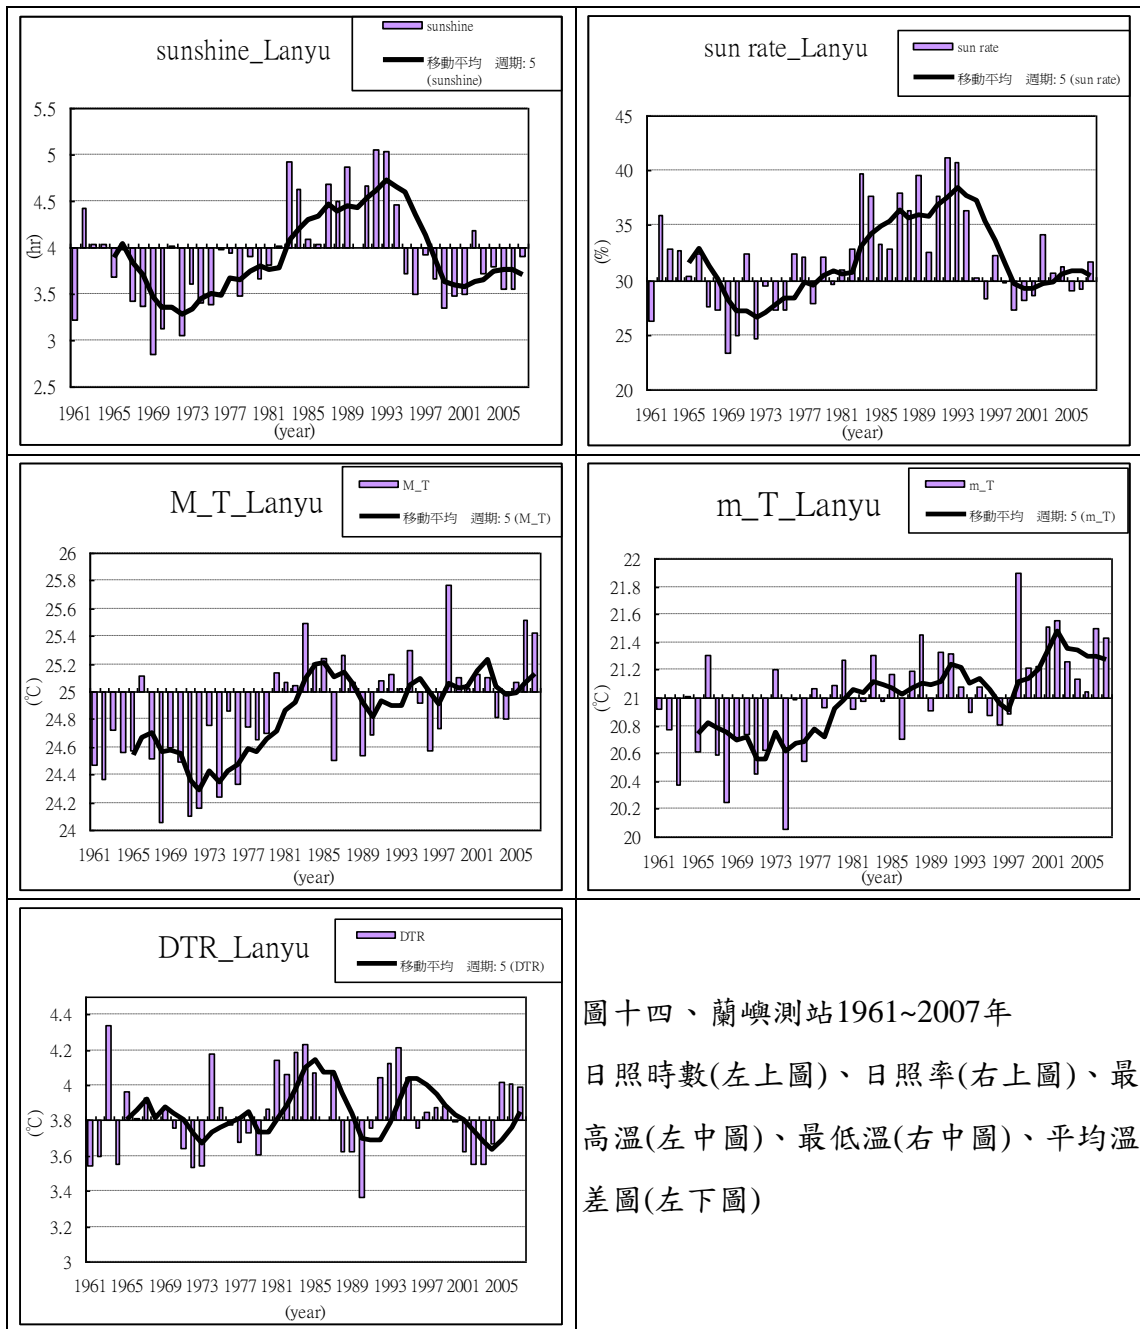 sunshine_Lanyu
sunshine
移動平均　週期: 5
(sunshine)
5.5
5
4.5
4
3.5
3
2.5
(hr)
1961 1965 1969 1973 1977 1981 1985 1989 1993 1997 2001 2005
(year)
sun rate_Lanyu
sun rate
移動平均　週期: 5 (sun rate)
45
40
35
30
25
20
(%)
1961 1965 1969 1973 1977 1981 1985 1989 1993 1997 2001 2005
(year)
M_T_Lanyu
M_T
移動平均　週期: 5 (M_T)
26
25.8
25.6
25.4
25.2
25
24.8
24.6
24.4
24.2
24
(℃)
1961 1965 1969 1973 1977 1981 1985 1989 1993 1997 2001 2005
(year)
m_T_Lanyu
m_T
移動平均　週期: 5 (m_T)
22
21.8
21.6
21.4
21.2
21
20.8
20.6
20.4
20.2
20
(℃)
1961 1965 1969 1973 1977 1981 1985 1989 1993 1997 2001 2005
(year)
DTR_Lanyu
DTR
移動平均　週期: 5 (DTR)
4.4
4.2
4
3.8
3.6
3.4
3.2
3
(℃)
1961 1965 1969 1973 1977 1981 1985 1989 1993 1997 2001 2005
(year)
圖十四、蘭嶼測站1961~2007年
日照時數(左上圖)、日照率(右上圖)、最
高溫(左中圖)、最低溫(右中圖)、平均溫
差圖(左下圖)